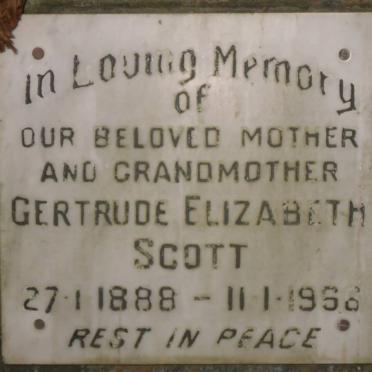 In Loving Memory
of
OUR BELOVED MOTHER
AND GRANDMOTHER
GERTRUDE ELIZABETH
SCOTT
27·1·1888 – 11·1·1966
REST IN PEACE